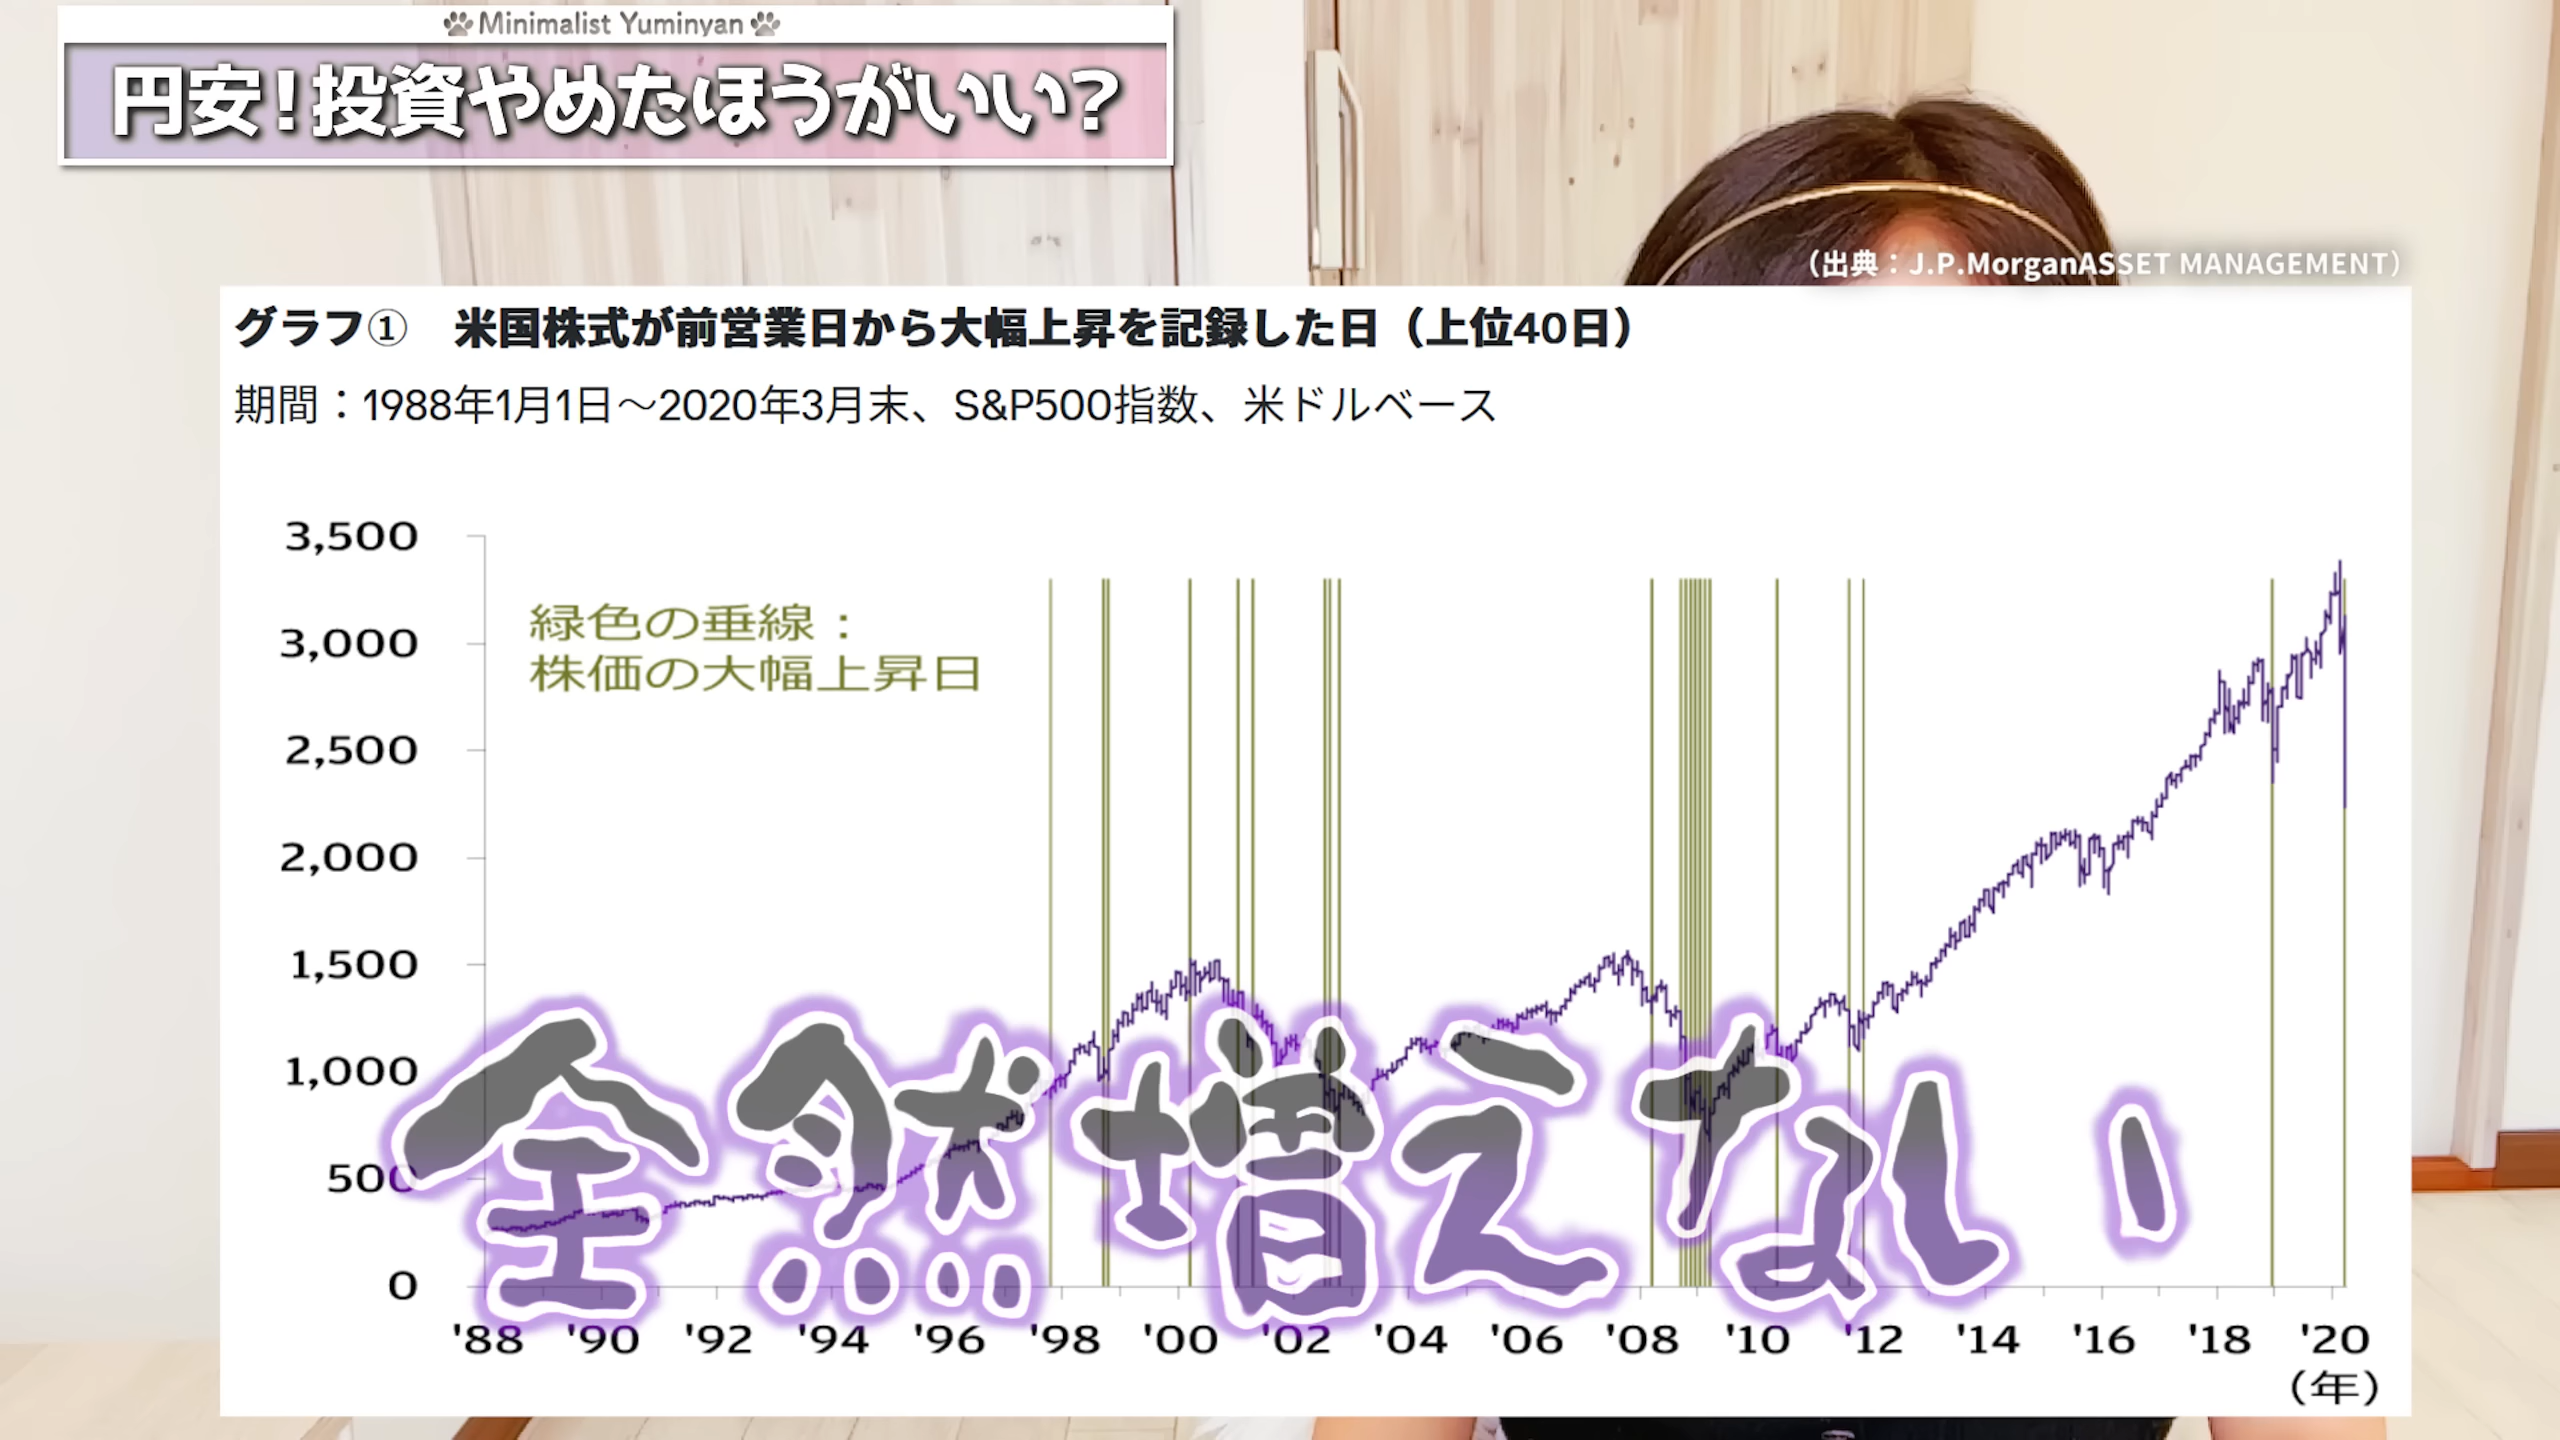 Minimalist Yuminyan
円安!投資やめたほうがいい?
(出典:J.P.MorganASSET MANAGEMENT)
グラフ① 米国株式が前営業日から大幅上昇を記録した日(上位40日)
期間:1988年1月1日〜2020年3月末、S&P500指数、米ドルベース
3,500
緑色の垂線:
3,000
株価の大幅上昇日
2,500
2,000
1,500
1,000
全然増えない
500
0
'88 '90 '92 '94 '96 '98 '00 '02 '04 '06 '08 '10 '12 '14 '16 '18 '20
(年)